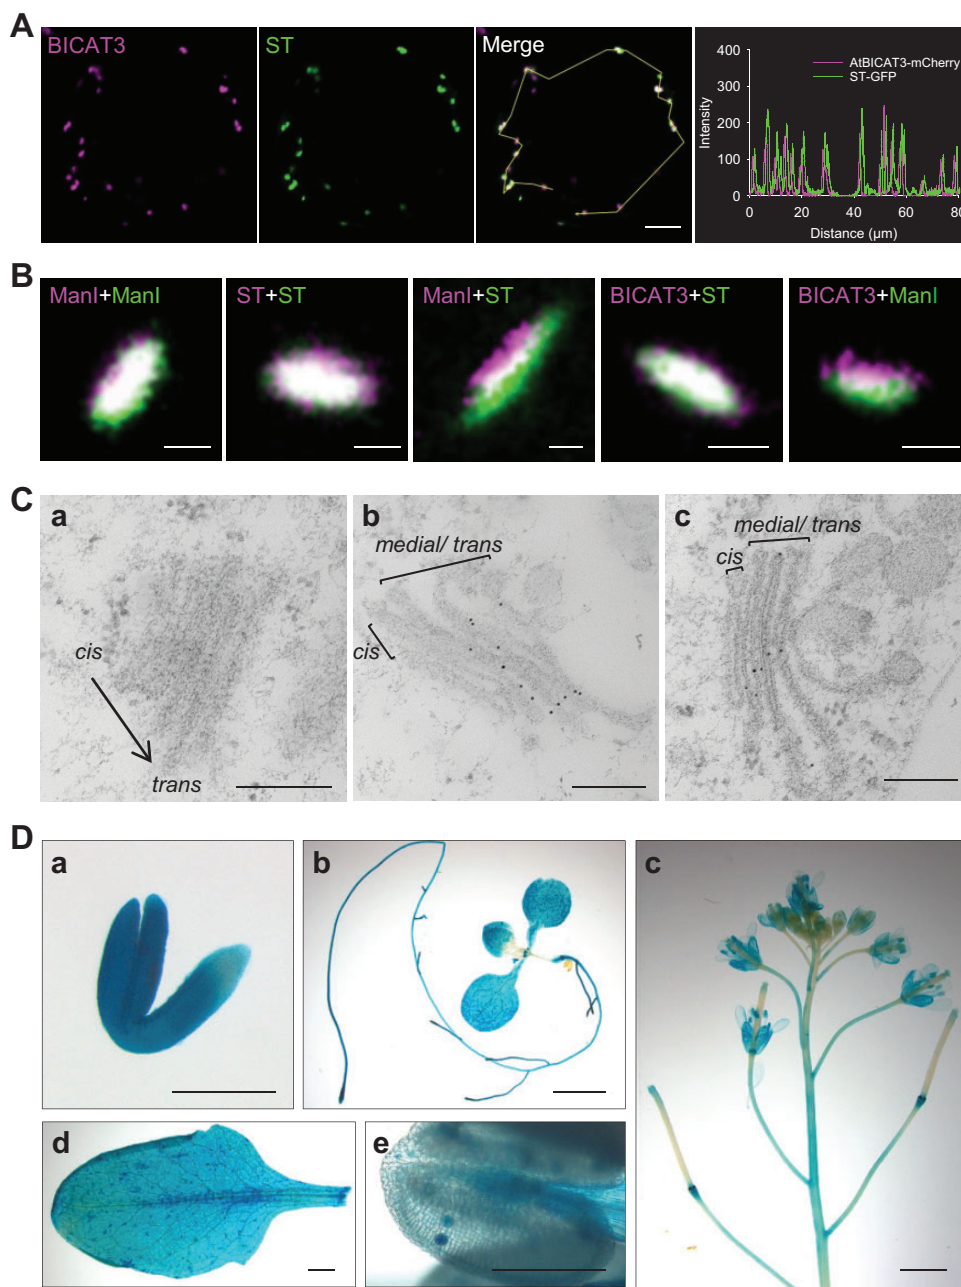 A
BICAT3
ST
Merge
400
300
200
100
0
Intensity
AtBICAT3-mCherry
ST-GFP
0 20 40 60 80
Distance (µm)
B
ManI+ManI
ST+ST
ManI+ST
BICAT3+ST
BICAT3+ManI
C
a
cis
trans
b
medial/ trans
cis
c
medial/ trans
cis
D
a
b
c
d
e